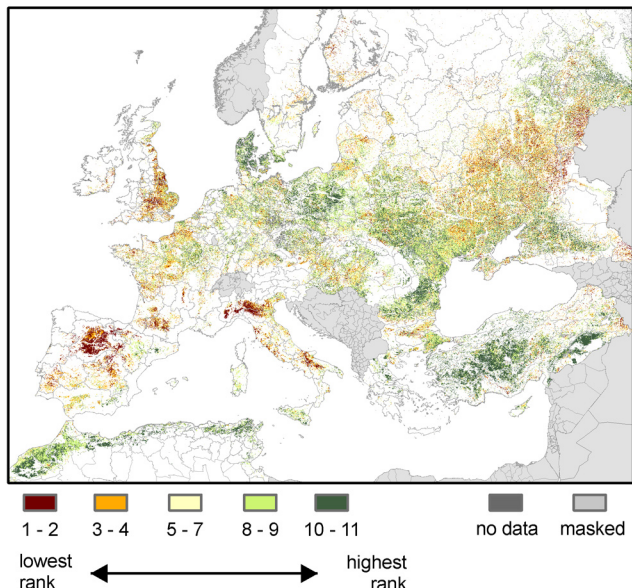 1 - 2 3 - 4 5 - 7 8 - 9 10 - 11 no data masked
lowest highest
rank rank